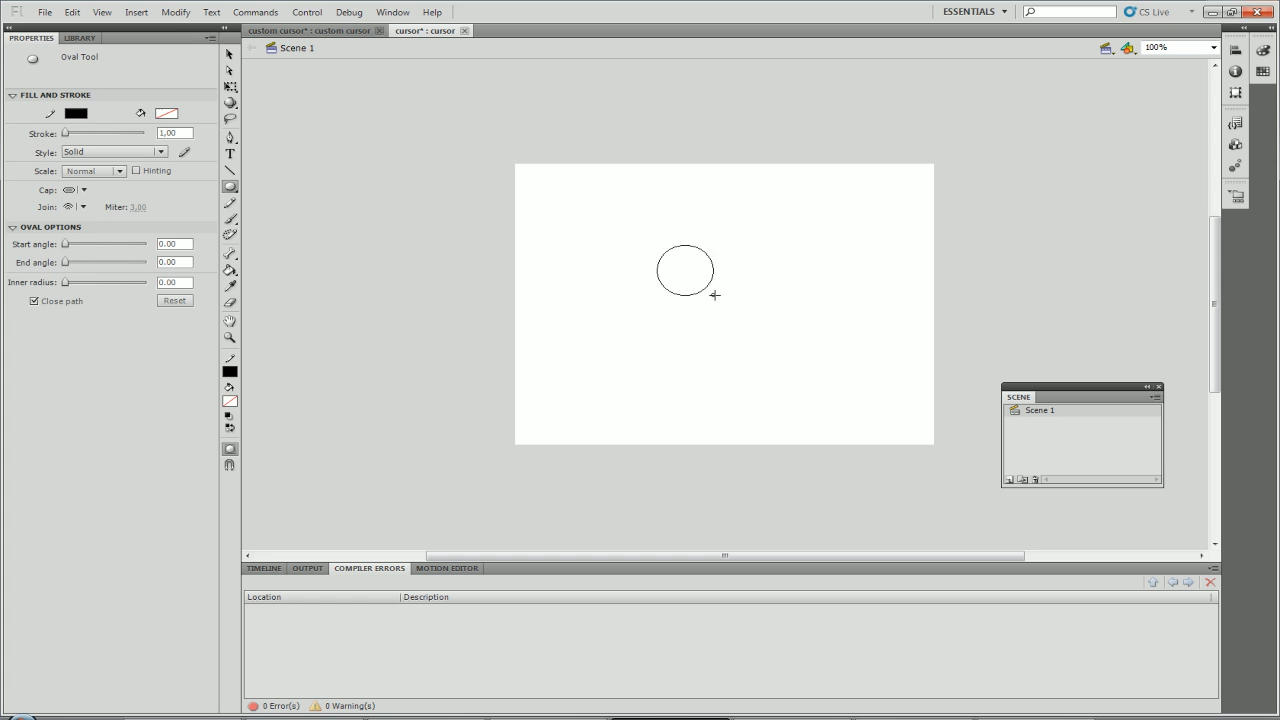 Fl File Edit View Insert Modify Text Commands Control Debug Window Help ESSENTIALS CS Live
PROPERTIES LIBRARY
custom cursor* : custom cursor cursor* : cursor
Scene 1 100%
Oval Tool
FILL AND STROKE
Stroke: 1,00
Style: Solid
Scale: Normal Hinting
Cap:
Join: Miter: 3,00
OVAL OPTIONS
Start angle: 0.00
End angle: 0.00
Inner radius: 0.00
Close path Reset
SCENE
Scene 1
TIMELINE OUTPUT COMPILER ERRORS MOTION EDITOR
Location Description
0 Error(s) 0 Warning(s)